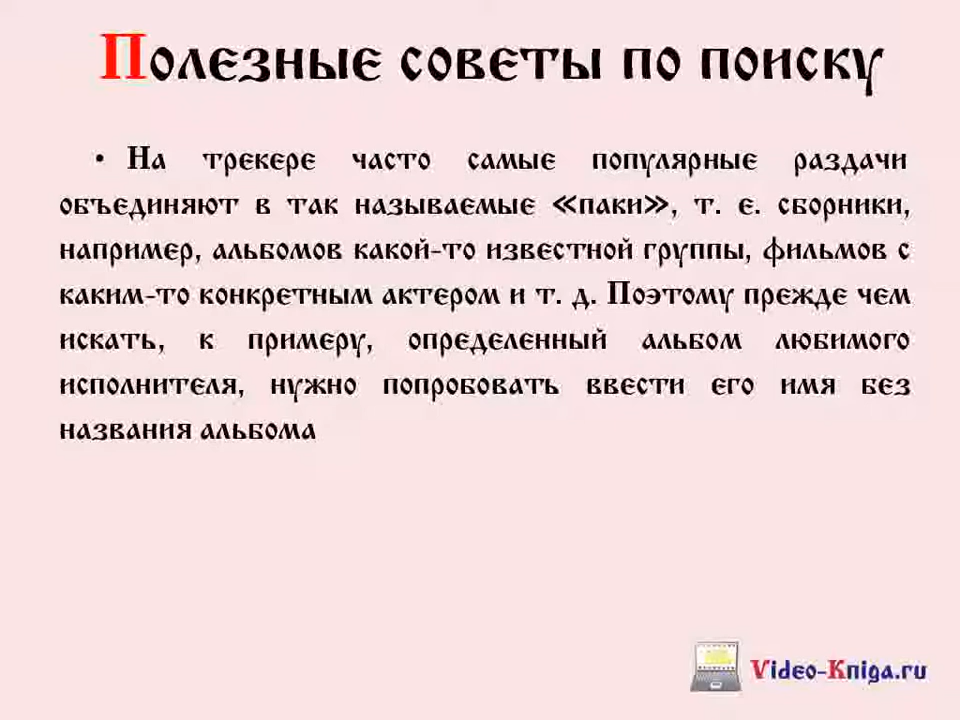 Полезные советы по поиску
• На трекере часто самые популярные раздачи
объединяют в так называемые «паки», т. е. сборники,
например, альбомов какой-то известной группы, фильмов с
каким-то конкретным актером и т. д. Поэтому прежде чем
искать, к примеру, определенный альбом любимого
исполнителя, нужно попробовать ввести его имя без
названия альбома
Video-Kniga.ru